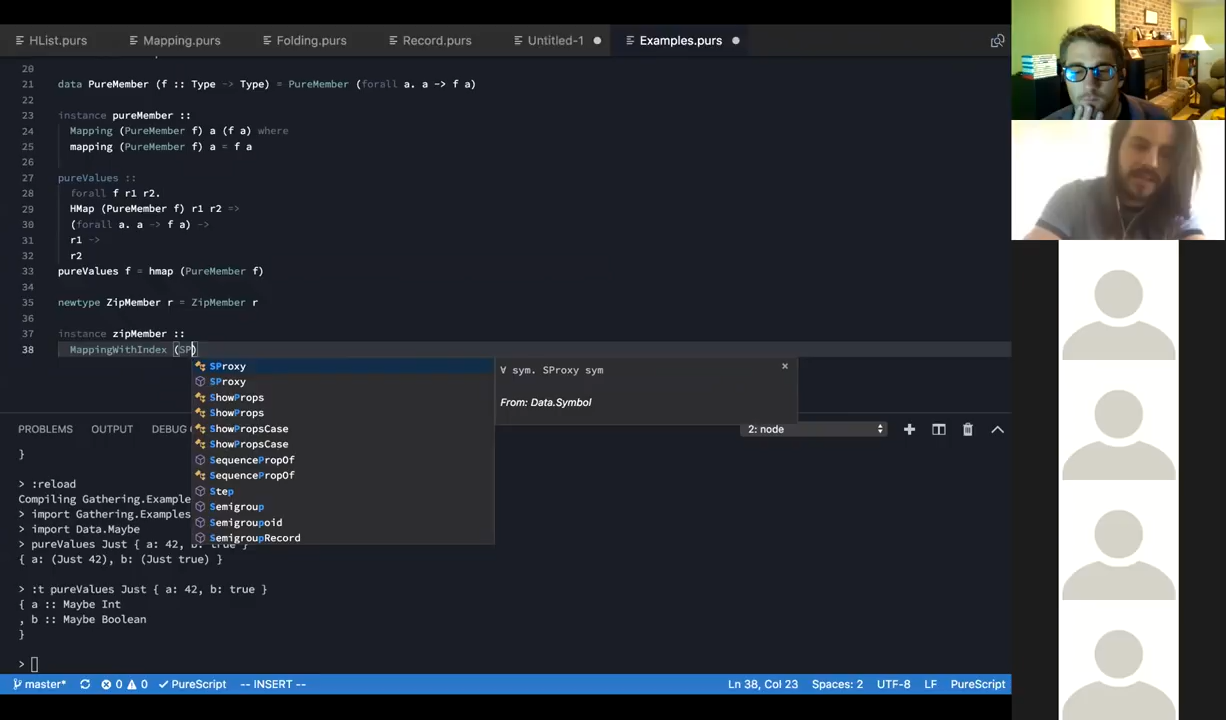 HList.purs Mapping.purs Folding.purs Record.purs Untitled-1 Examples.purs
20
21 data PureMember (f :: Type -> Type) = PureMember (forall a. a -> f a)
22
23 instance pureMember ::
24 Mapping (PureMember f) a (f a) where
25 mapping (PureMember f) a = f a
26
27 pureValues ::
28 forall f r1 r2.
29 HMap (PureMember f) r1 r2 =>
30 (forall a. a -> f a) ->
31 r1 ->
32 r2
33 pureValues f = hmap (PureMember f)
34
35 newtype ZipMember r = ZipMember r
36
37 instance zipMember ::
38 MappingWithIndex (SP)
SProxy
SProxy
ShowProps
ShowProps
ShowPropsCase
ShowPropsCase
SequencePropOf
SequencePropOf
Step
Semigroup
Semigroupoid
SemigroupRecord
∀ sym. SProxy sym
From: Data.Symbol
PROBLEMS OUTPUT DEBUG 2: node
}
> :reload
Compiling Gathering.Example
> import Gathering.Examples
> import Data.Maybe
> pureValues Just { a: 42, b: true }
{ a: (Just 42), b: (Just true) }
> :t pureValues Just { a: 42, b: true }
{ a :: Maybe Int
, b :: Maybe Boolean
}
>
master* 0 0 PureScript -- INSERT -- Ln 38, Col 23 Spaces: 2 UTF-8 LF PureScript